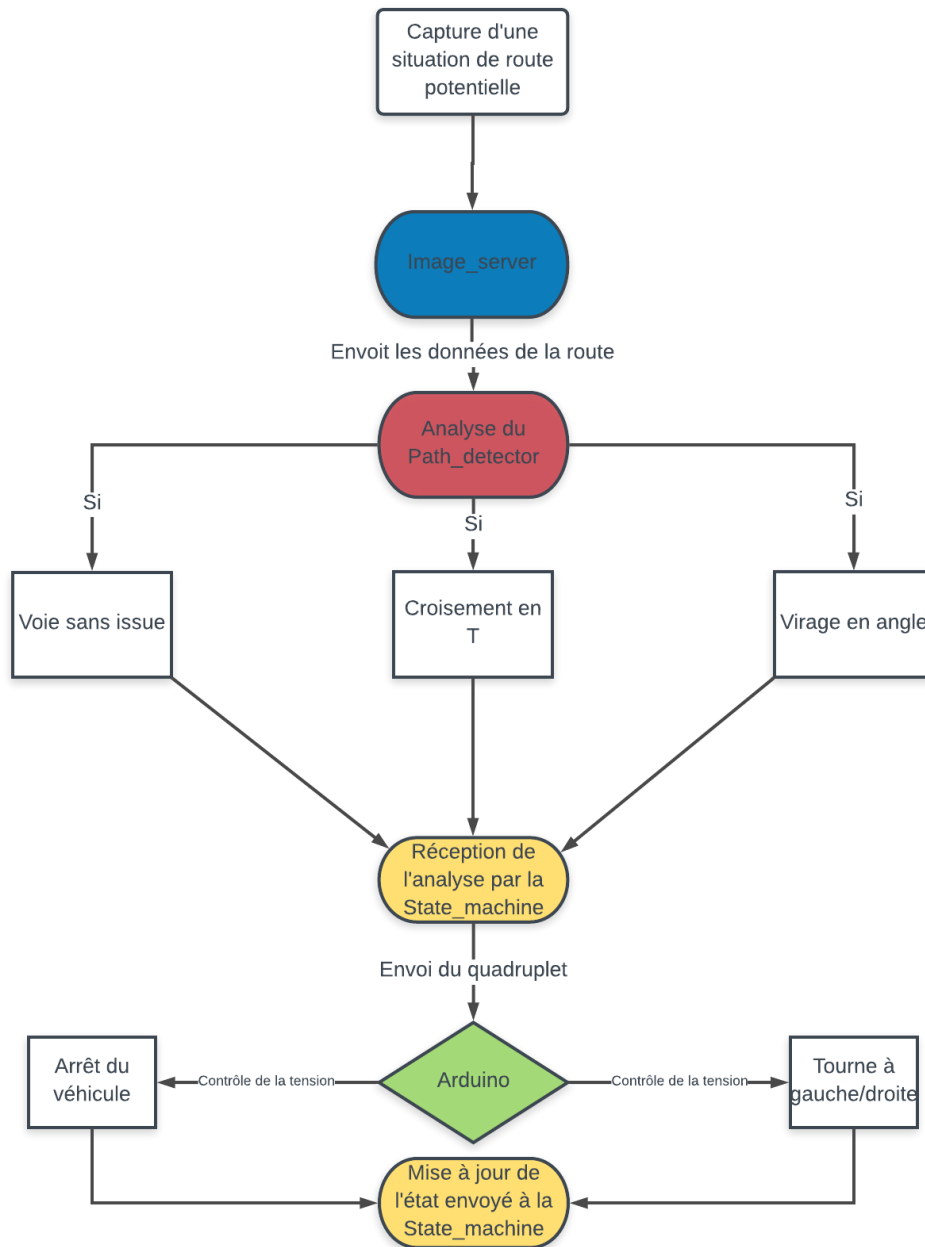 Capture d'une
situation de route
potentielle
Image_server
Envoit les données de la route
Analyse du
Path_detector
Si
Si
Si
Voie sans issue
Croisement en
T
Virage en angle
Réception de
l'analyse par la
State_machine
Envoi du quadruplet
Arrêt du
véhicule
Contrôle de la tension
Arduino
Contrôle de la tension
Tourne à
gauche/droite
Mise à jour de
l'état envoyé à la
State_machine